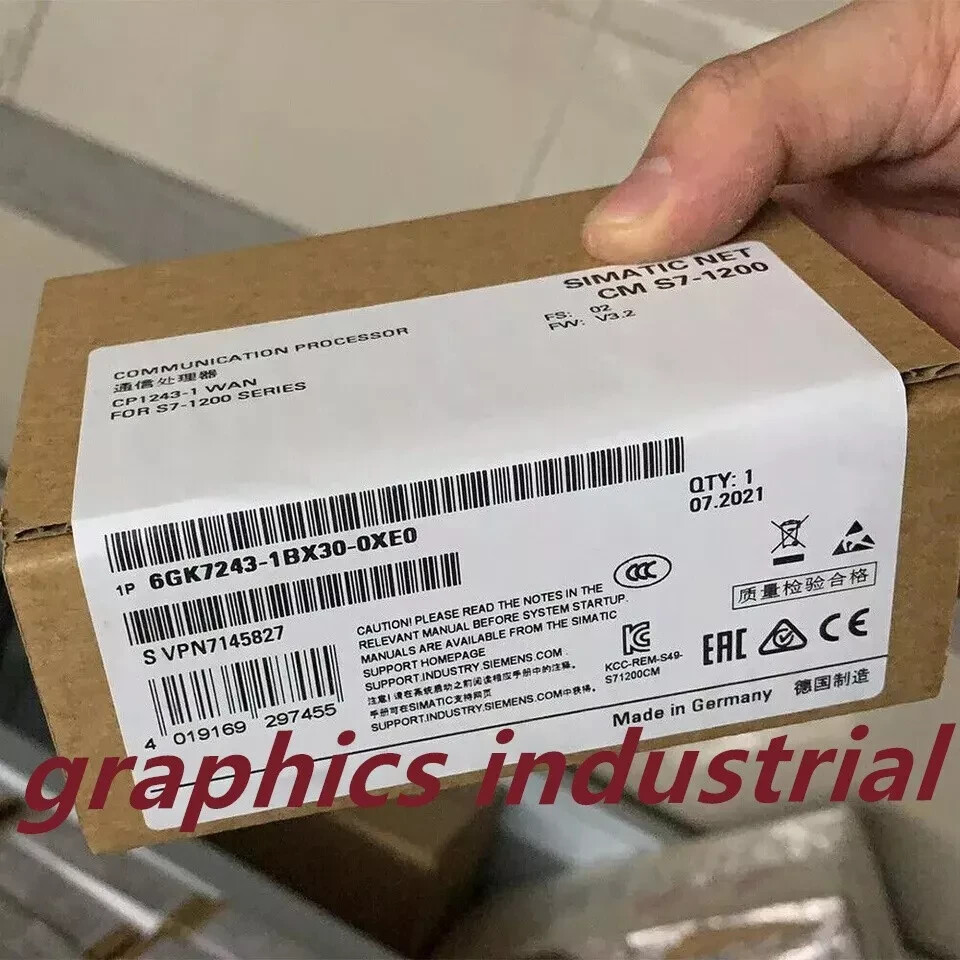 SIMATIC NET
CM S7-1200
FS: 02
FW: V3.2
COMMUNICATION PROCESSOR
通信处理器
CP1243-1 WAN
FOR S7-1200 SERIES
QTY: 1
07.2021
1P 6GK7243-1BX30-0XE0
S VPN7145827
CCC
质量检验合格
CAUTION! PLEASE READ THE NOTES IN THE
RELEVANT MANUAL BEFORE SYSTEM STARTUP.
MANUALS ARE AVAILABLE FROM THE SIMATIC
SUPPORT HOMEPAGE
SUPPORT.INDUSTRY.SIEMENS.COM
注意! 请在系统启动之前阅读相应手册中的注释。
手册可在SIMATIC支持网页
SUPPORT.INDUSTRY.SIEMENS.COM中获得。
KCC-REM-S49-
S71200CM
EAC
CE
4 019169 297455
Made in Germany 德国制造
graphics industrial